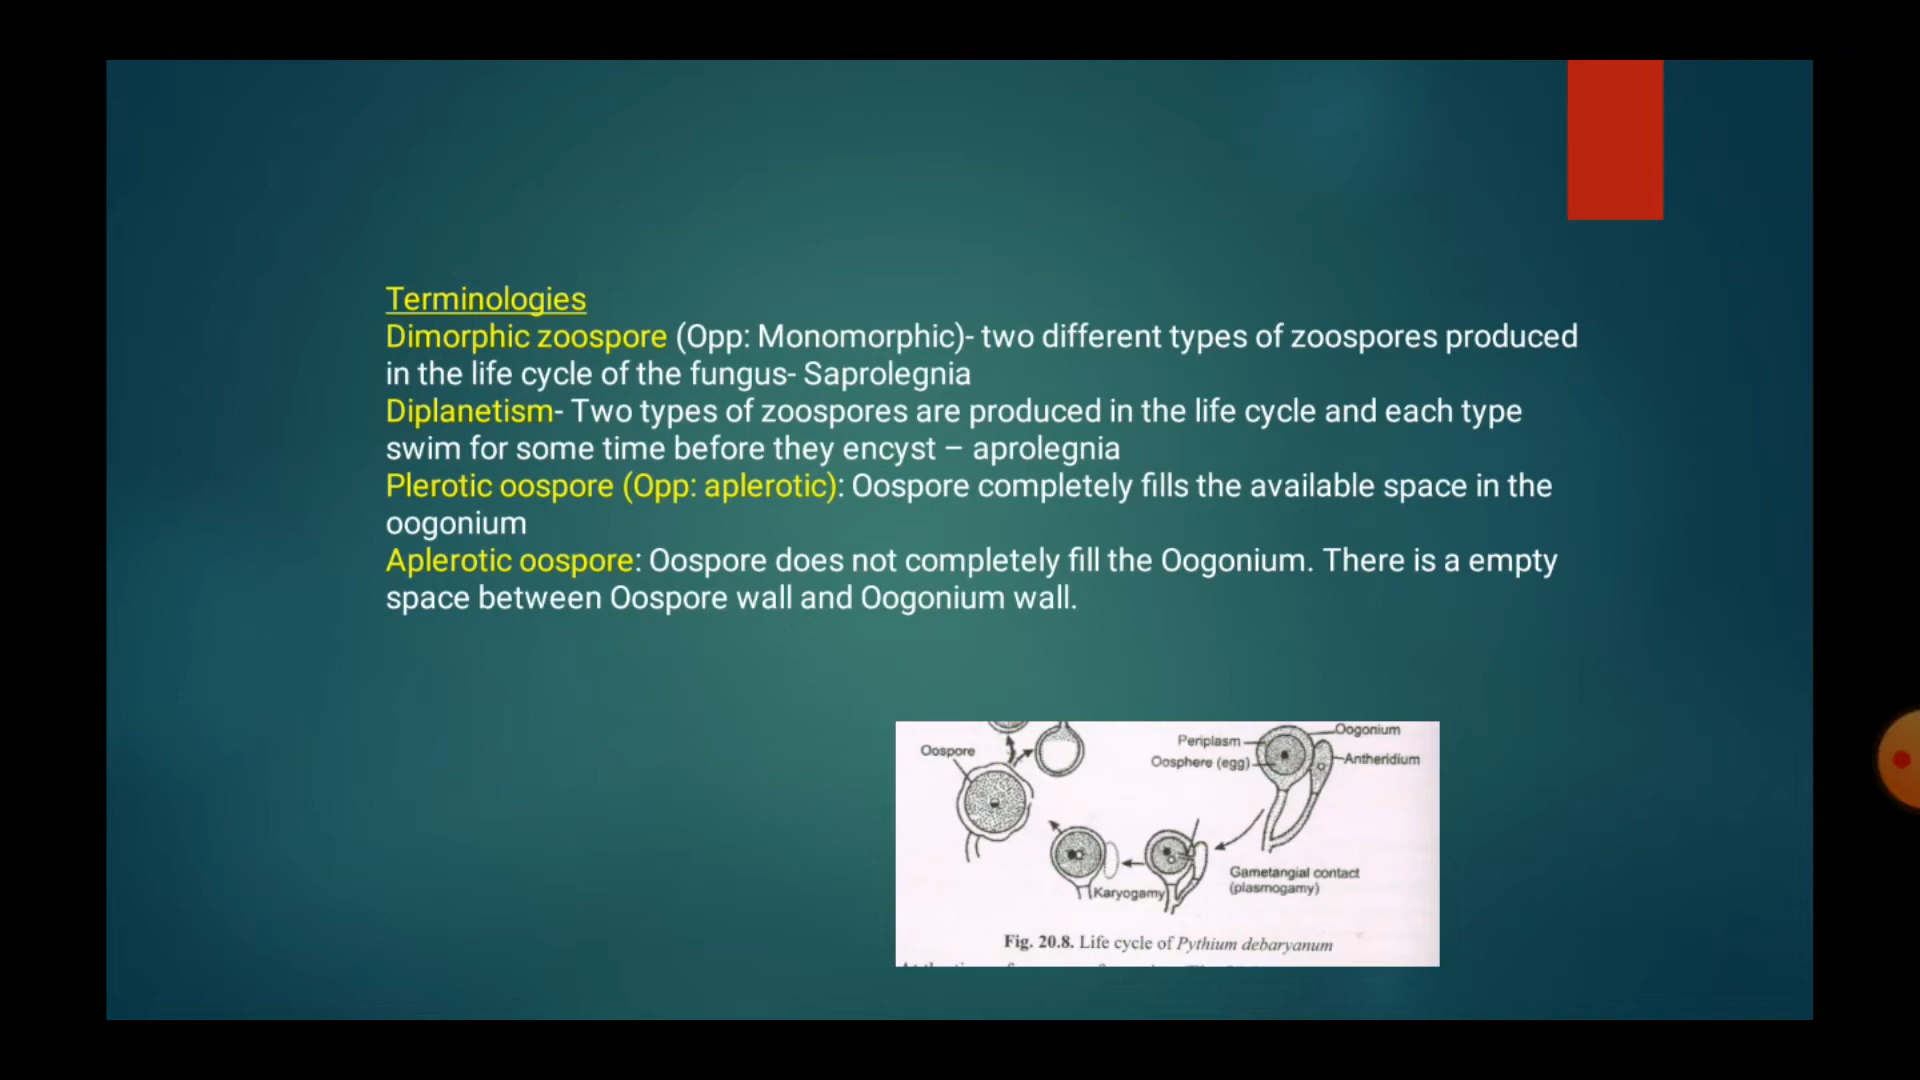 Terminologies
Dimorphic zoospore (Opp: Monomorphic)- two different types of zoospores produced
in the life cycle of the fungus- Saprolegnia
Diplanetism- Two types of zoospores are produced in the life cycle and each type
swim for some time before they encyst – aprolegnia
Plerotic oospore (Opp: aplerotic): Oospore completely fills the available space in the
oogonium
Aplerotic oospore: Oospore does not completely fill the Oogonium. There is a empty
space between Oospore wall and Oogonium wall.
Oogonium
Periplasm
Oospore
Oosphere (egg)
Antheridium
Gametangial contact
(plasmogamy)
Karyogamy
Fig. 20.8. Life cycle of Pythium debaryanum